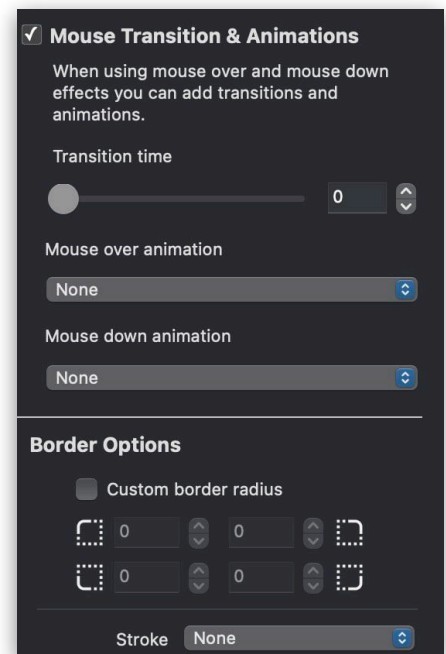 Mouse Transition & Animations
When using mouse over and mouse down
effects you can add transitions and
animations.
Transition time
0
Mouse over animation
None
Mouse down animation
None
Border Options
Custom border radius
0 0
0 0
Stroke None